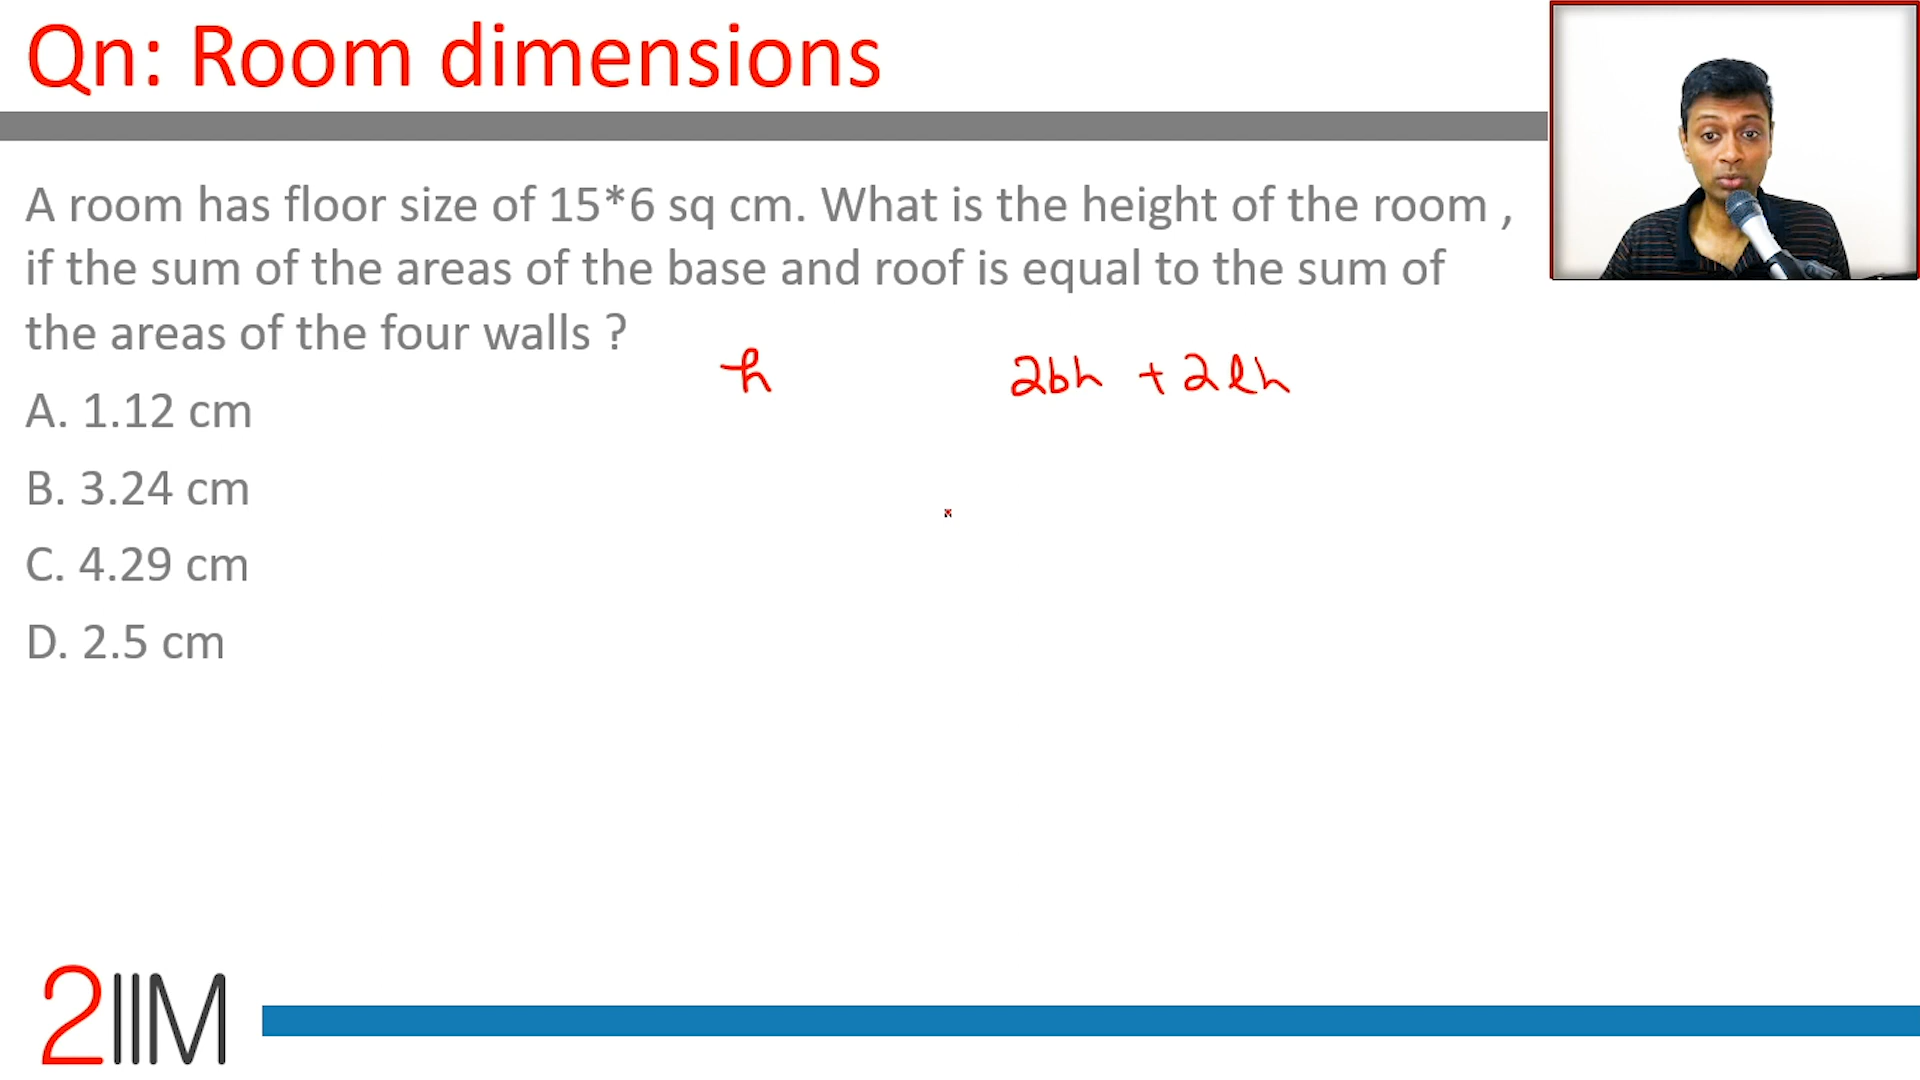 Qn: Room dimensions
A room has floor size of 15*6 sq cm. What is the height of the room ,
if the sum of the areas of the base and roof is equal to the sum of
the areas of the four walls ?
h 2bh + 2lh
A. 1.12 cm
B. 3.24 cm
C. 4.29 cm
D. 2.5 cm
2IIM